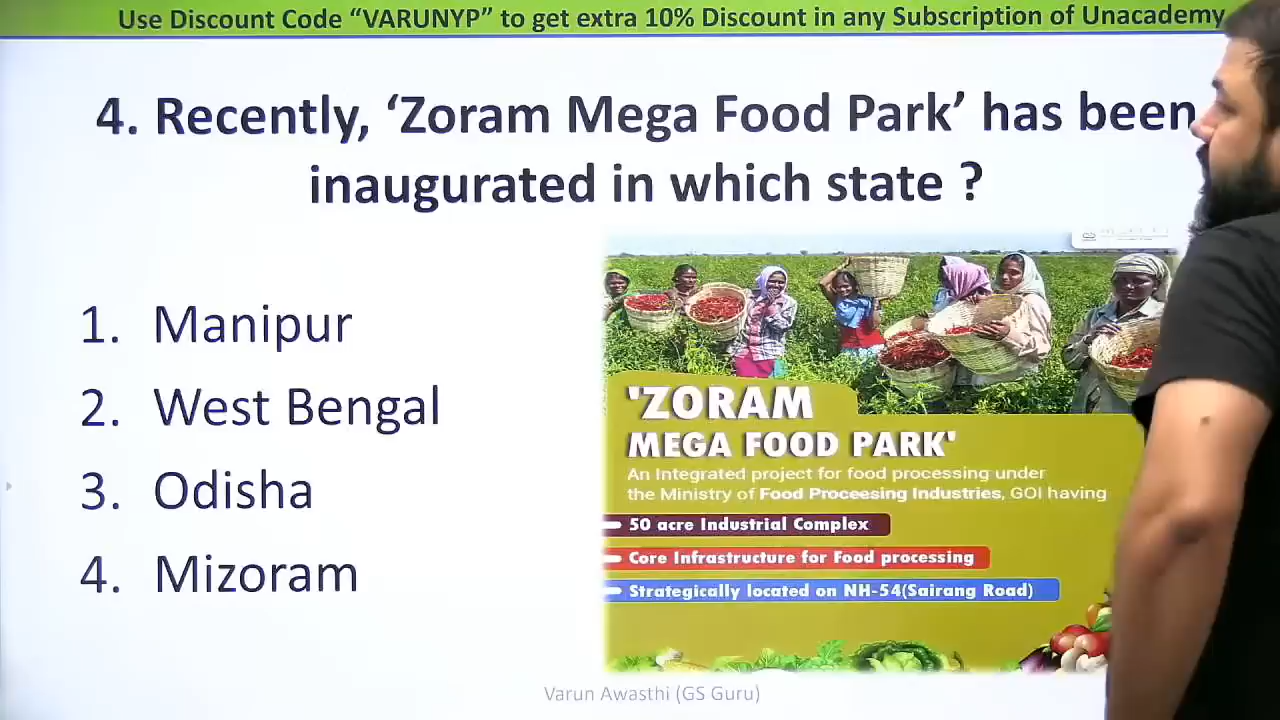 Use Discount Code “VARUNYP” to get extra 10% Discount in any Subscription of Unacademy
4. Recently, ‘Zoram Mega Food Park’ has been
inaugurated in which state ?
1. Manipur
2. West Bengal
3. Odisha
4. Mizoram
'ZORAM
MEGA FOOD PARK'
An Integrated project for food processing under
the Ministry of Food Proceesing Industries, GOI having
50 acre Industrial Complex
Core Infrastructure for Food processing
Strategically located on NH-54(Sairang Road)
Varun Awasthi (GS Guru)